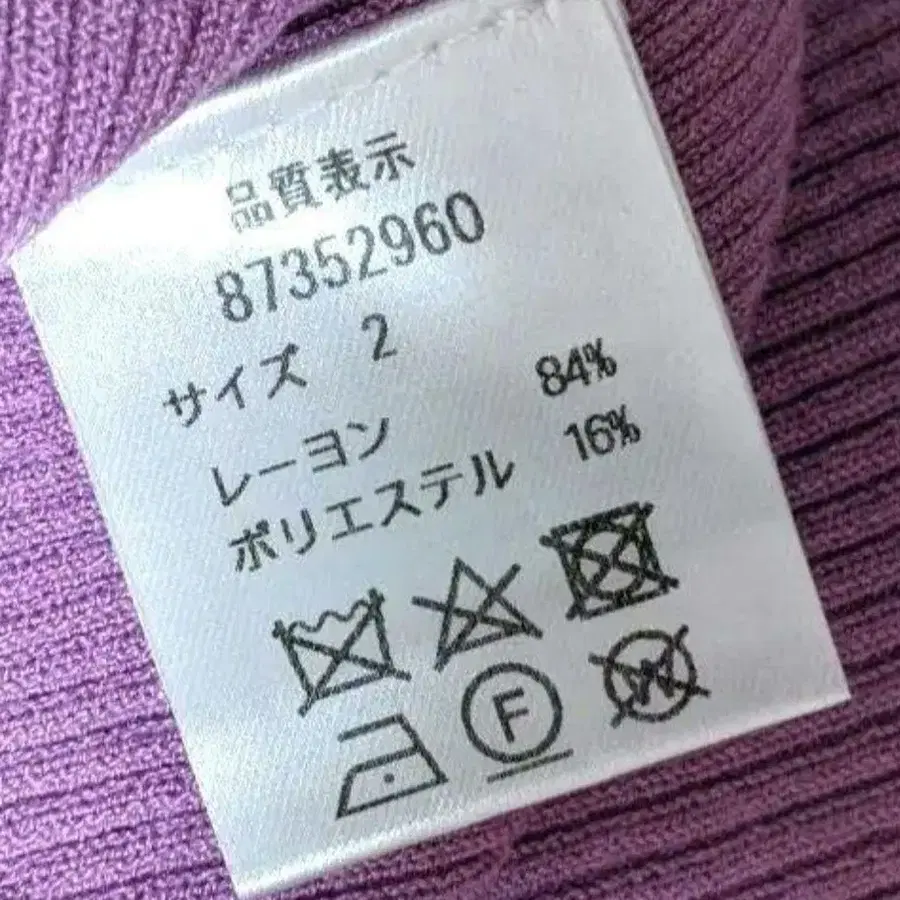 品質表示
87352960
サイズ 2
レーヨン 84%
ポリエステル 16%
F
W